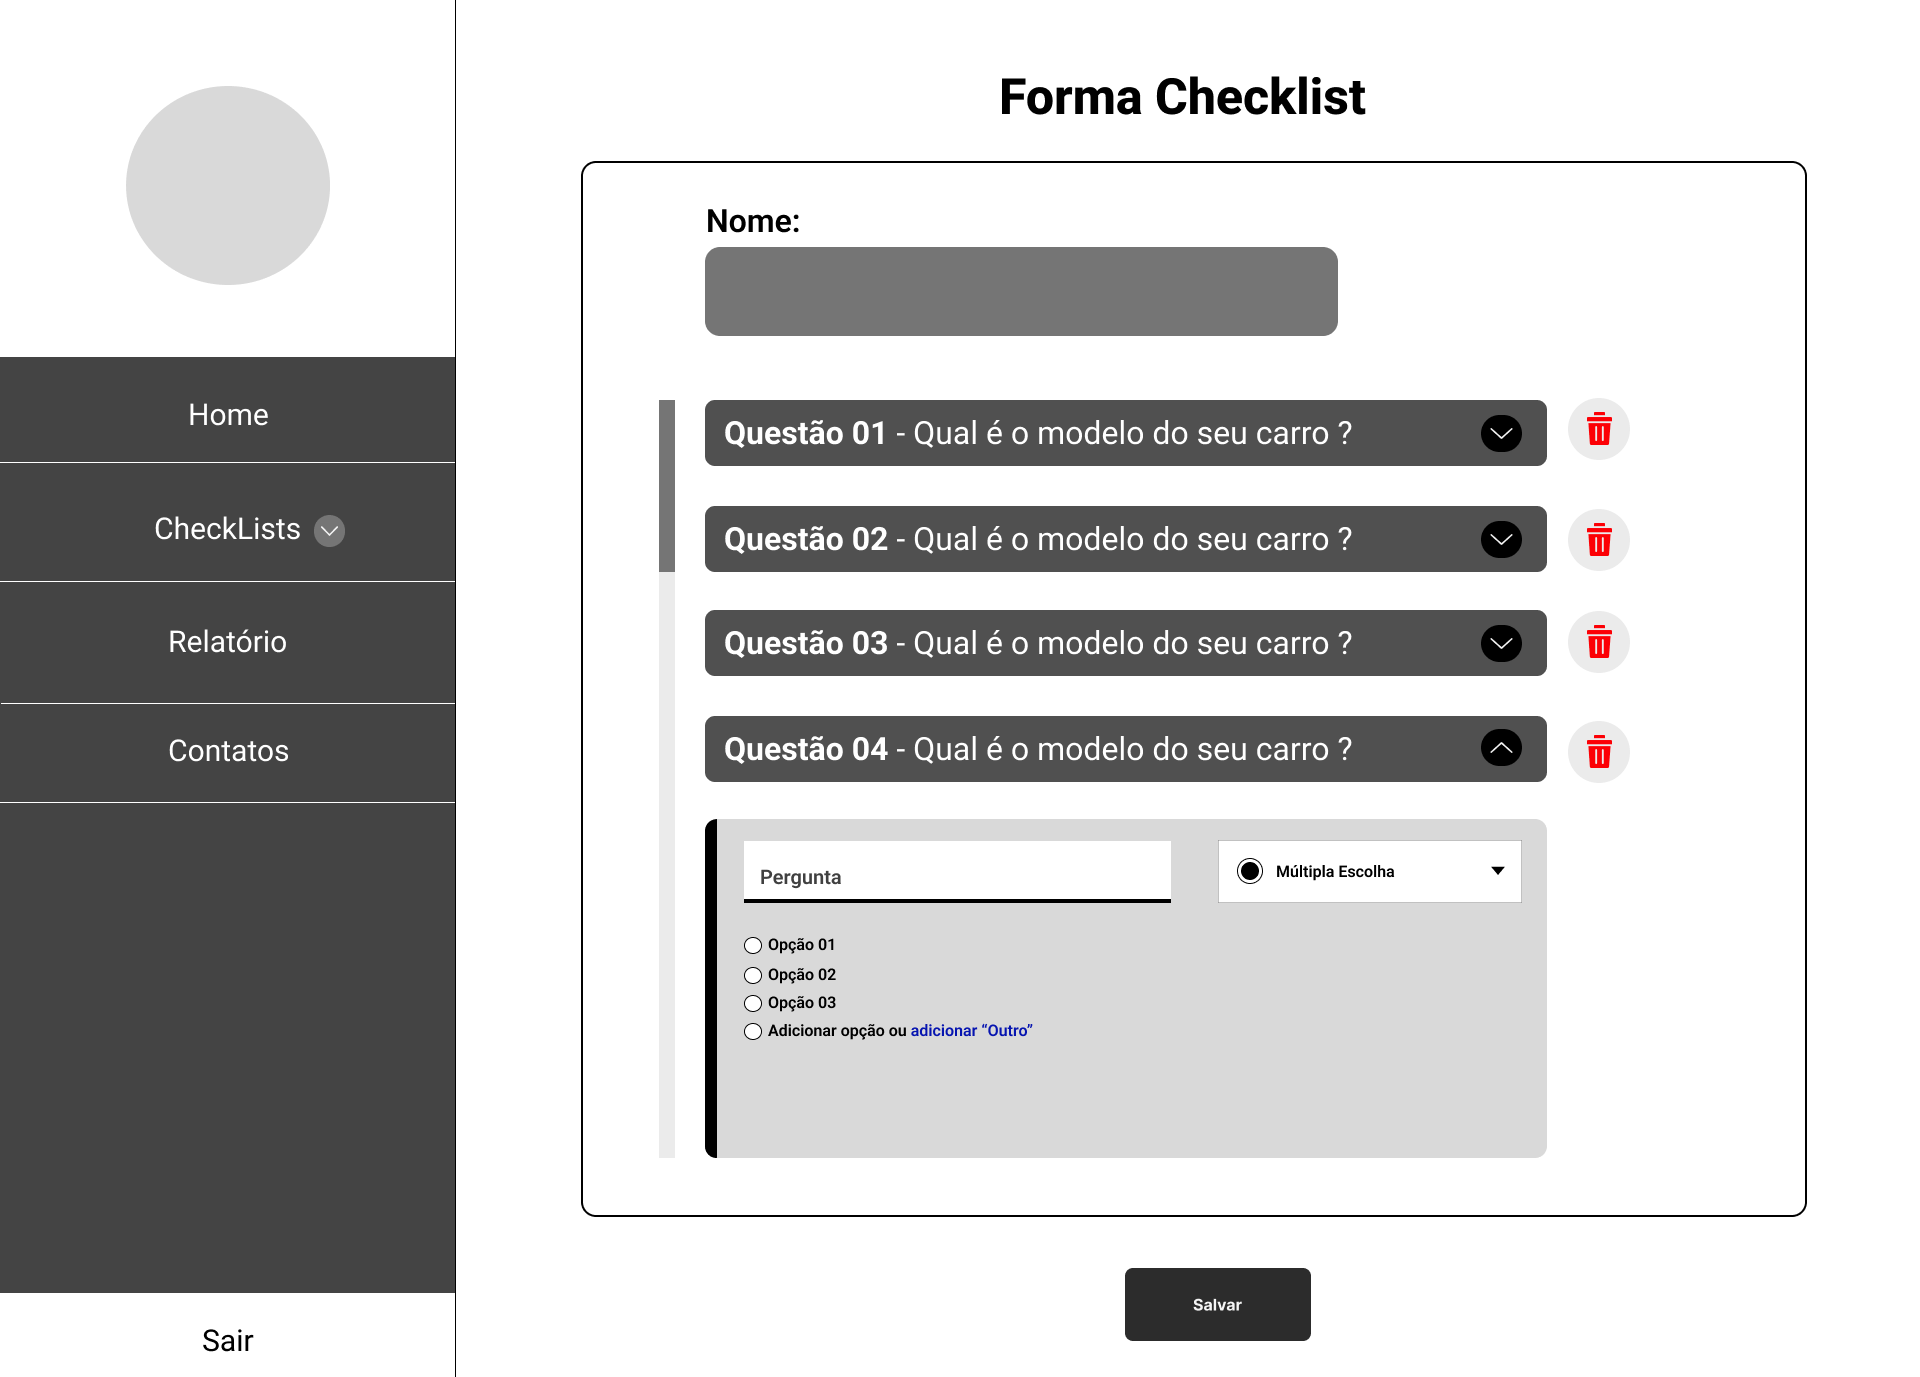 Home
CheckLists
Relatório
Contatos
Sair
Forma Checklist
Nome:
Questão 01 - Qual é o modelo do seu carro ?
Questão 02 - Qual é o modelo do seu carro ?
Questão 03 - Qual é o modelo do seu carro ?
Questão 04 - Qual é o modelo do seu carro ?
Pergunta
Múltipla Escolha
Opção 01
Opção 02
Opção 03
Adicionar opção ou adicionar “Outro”
Salvar